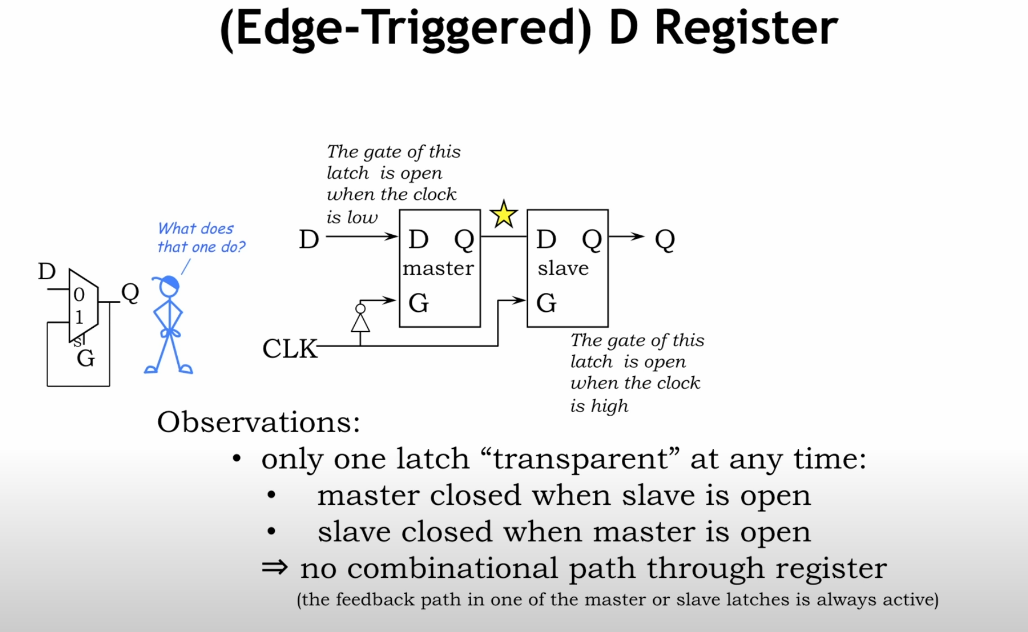 (Edge-Triggered) D Register
The gate of this
latch is open
when the clock
is low
What does
that one do?
D
0
1
Q
sl
G
D
D Q
master
G
D Q
slave
G
Q
CLK
The gate of this
latch is open
when the clock
is high
Observations:
• only one latch “transparent” at any time:
• master closed when slave is open
• slave closed when master is open
⇒ no combinational path through register
(the feedback path in one of the master or slave latches is always active)